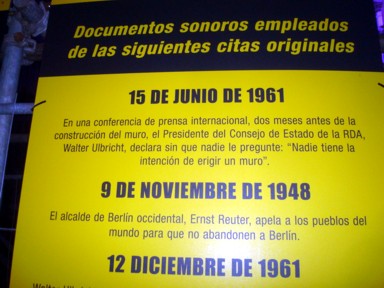 Documentos sonoros empleados
de las siguientes citas originales
15 DE JUNIO DE 1961
En una conferencia de prensa internacional, dos meses antes de la
construcción del muro, el Presidente del Consejo de Estado de la RDA,
Walter Ulbricht, declara sin que nadie le pregunte: "Nadie tiene la
intención de erigir un muro".
9 DE NOVIEMBRE DE 1948
El alcalde de Berlín occidental, Ernst Reuter, apela a los pueblos del
mundo para que no abandonen a Berlín.
12 DICIEMBRE DE 1961